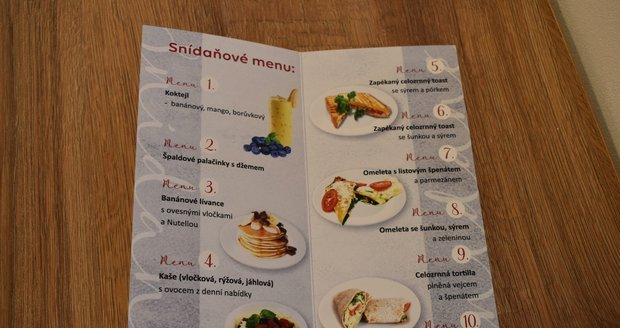 Snídaňové menu:
Menu 1.
Koktejl
- banánový, mango, borůvkový
Menu 2.
Špaldové palačinky s džemem
Menu 3.
Banánové lívance
s ovesnými vločkami
a Nutellou
Menu 4.
Kaše (vločková, rýžová, jáhlová)
s ovocem z denní nabídky
Menu 5.
Zapékaný celozrnný toast
se sýrem a pórkem
Menu 6.
Zapékaný celozrnný toast
se šunkou a sýrem
Menu 7.
Omeleta s listovým špenátem
a parmezánem
Menu 8.
Omeleta se šunkou, sýrem
a zeleninou
Menu 9.
Celozrnná tortilla
plněná vejcem
a špenátem
Menu 10.